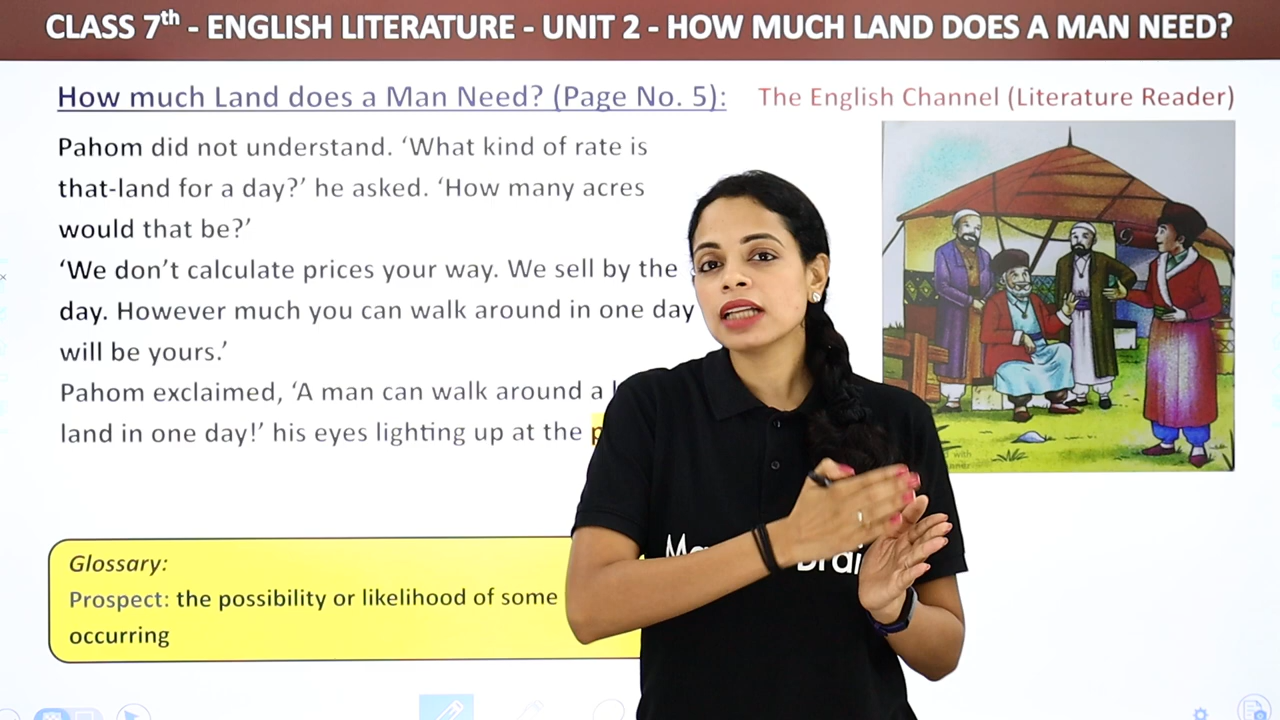 CLASS 7th - ENGLISH LITERATURE - UNIT 2 - HOW MUCH LAND DOES A MAN NEED?
How much Land does a Man Need? (Page No. 5):
The English Channel (Literature Reader)
Pahom did not understand. ‘What kind of rate is
that-land for a day?’ he asked. ‘How many acres
would that be?’
‘We don’t calculate prices your way. We sell by the
day. However much you can walk around in one day
will be yours.’
Pahom exclaimed, ‘A man can walk around a
land in one day!’ his eyes lighting up at the
with
Glossary:
Prospect: the possibility or likelihood of some
occurring